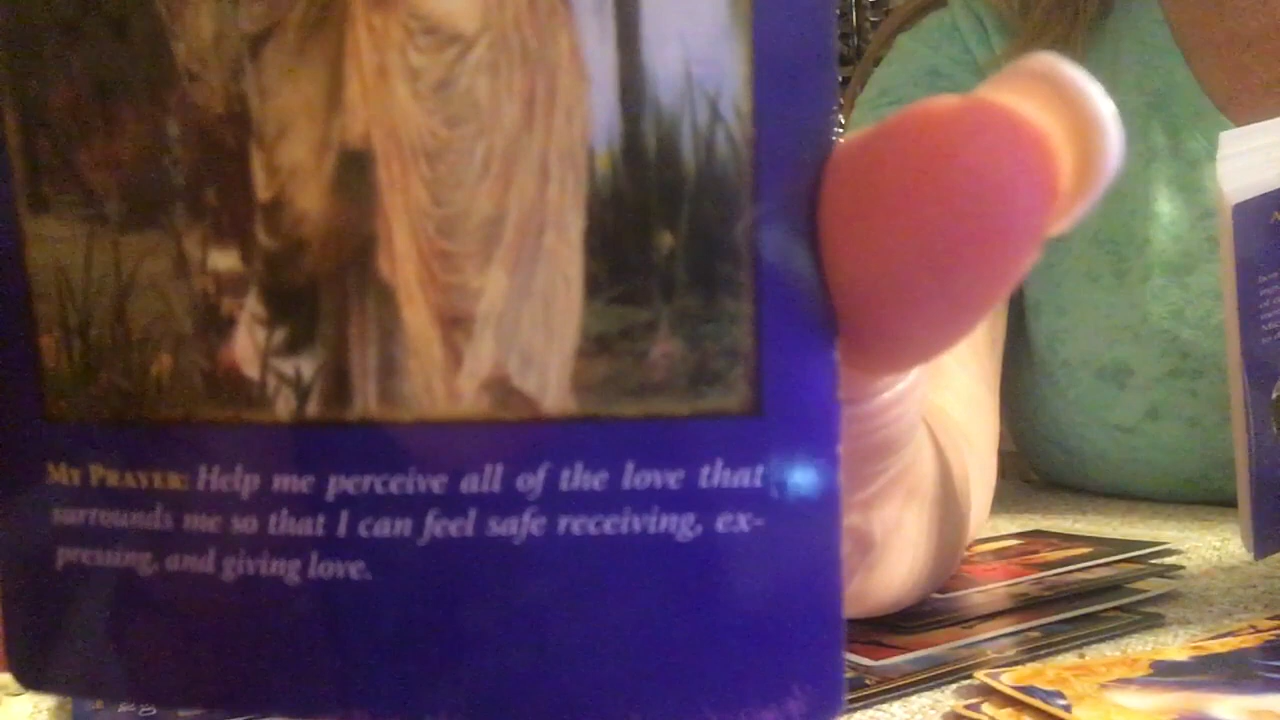 My Prayer: Help me perceive all of the love that
surrounds me so that I can feel safe receiving, ex-
pressing, and giving love.